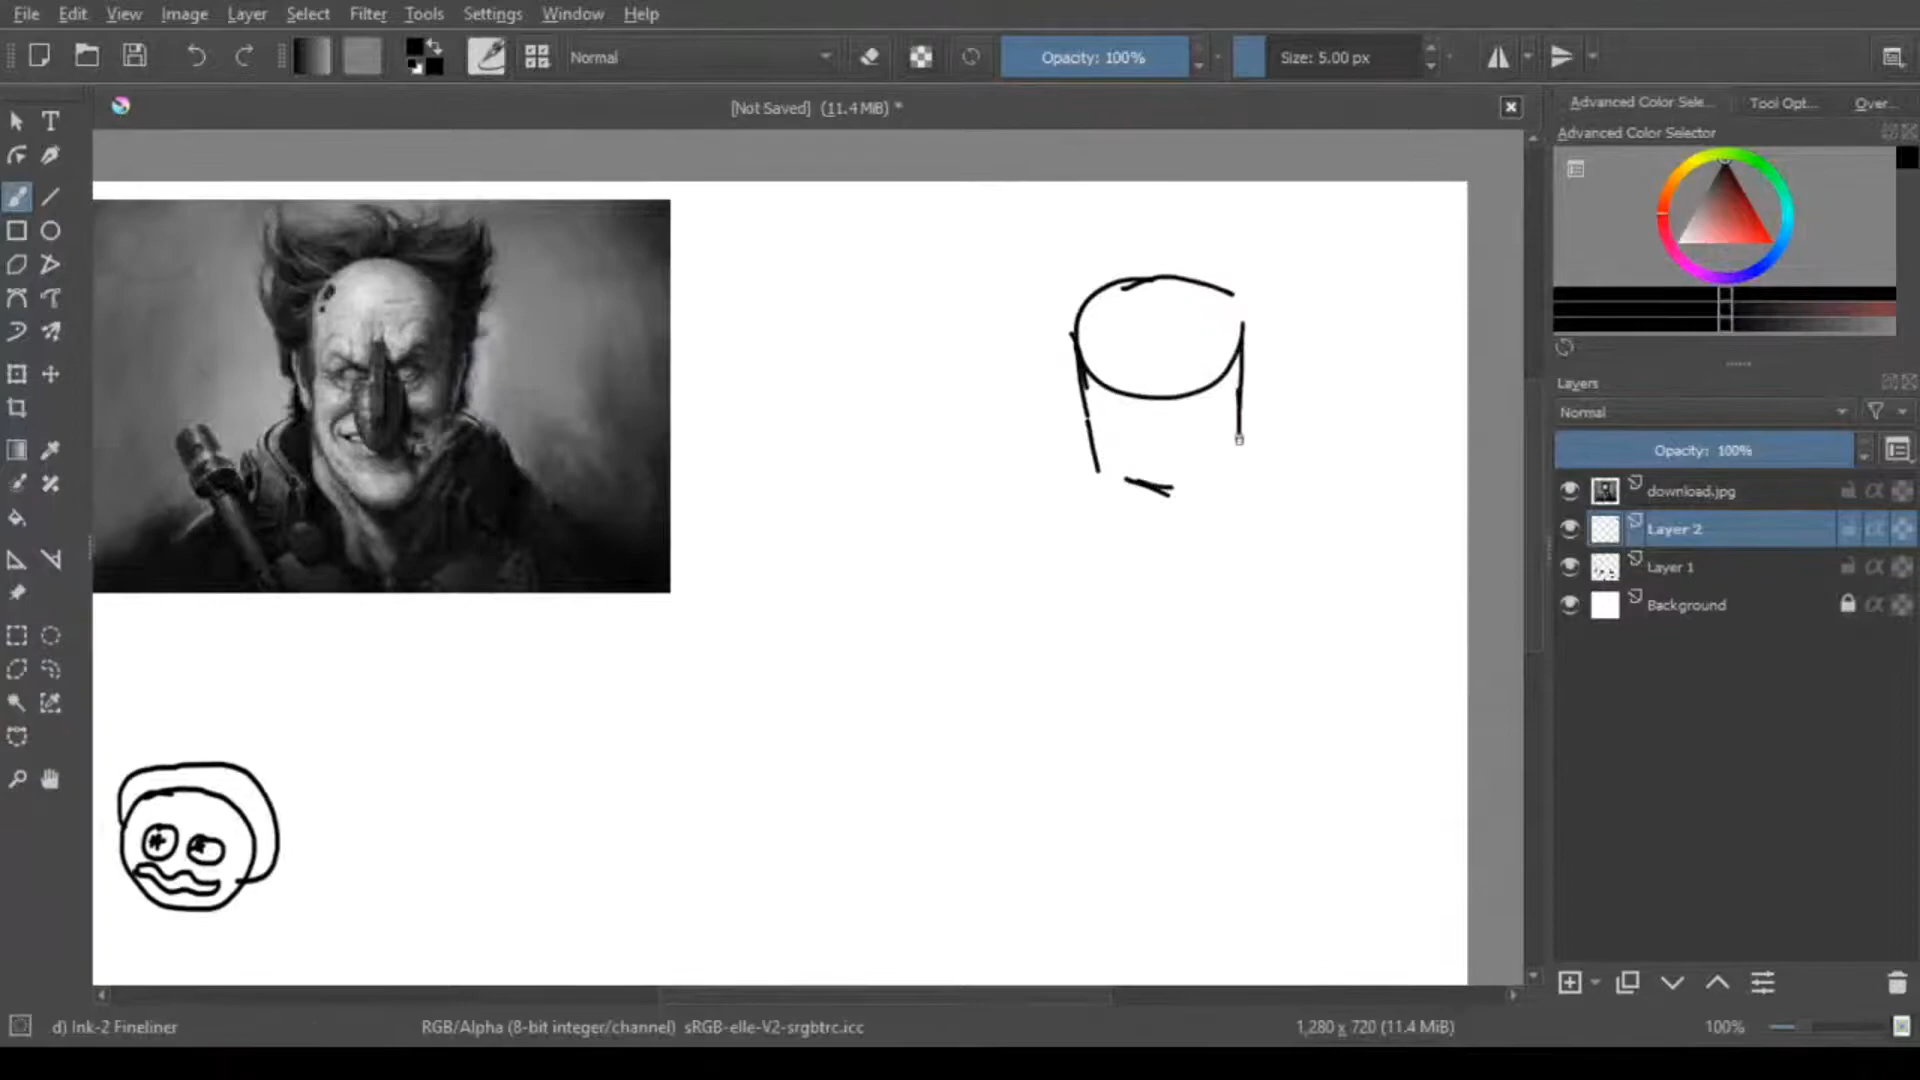 File Edit View Image Layer Select Filter Tools Settings Window Help
Normal Opacity: 100% Size: 5.00 px
[Not Saved] (11.4 MiB) *
Advanced Color Sele... Tool Opt... Over...
Advanced Color Selector
Layers
Normal
Opacity: 100%
download.jpg
Layer 2
Layer 1
Background
d) Ink-2 Fineliner RGB/Alpha (8-bit integer/channel) sRGB-elle-V2-srgbtrc.icc 1,280 x 720 (11.4 MiB) 100%